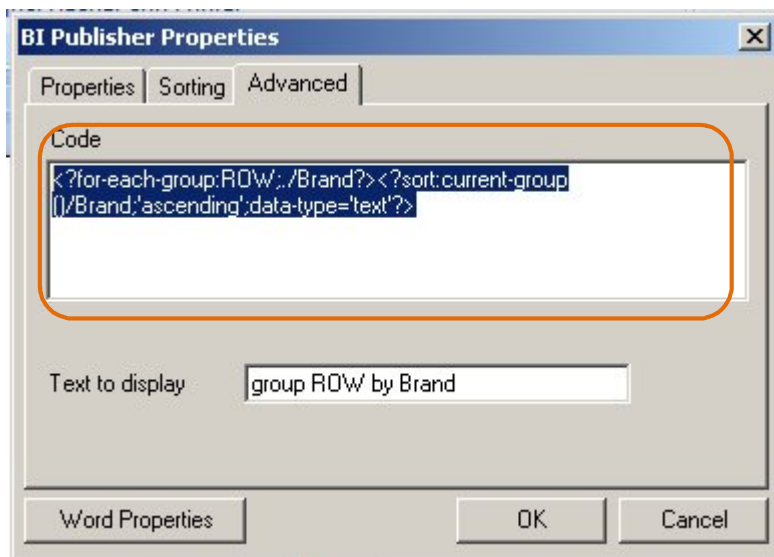 BI Publisher Properties
Properties Sorting Advanced
Code
<?for-each-group:ROW;./Brand?><?sort:current-group
()/Brand;'ascending';data-type='text'?>
Text to display group ROW by Brand
Word Properties OK Cancel